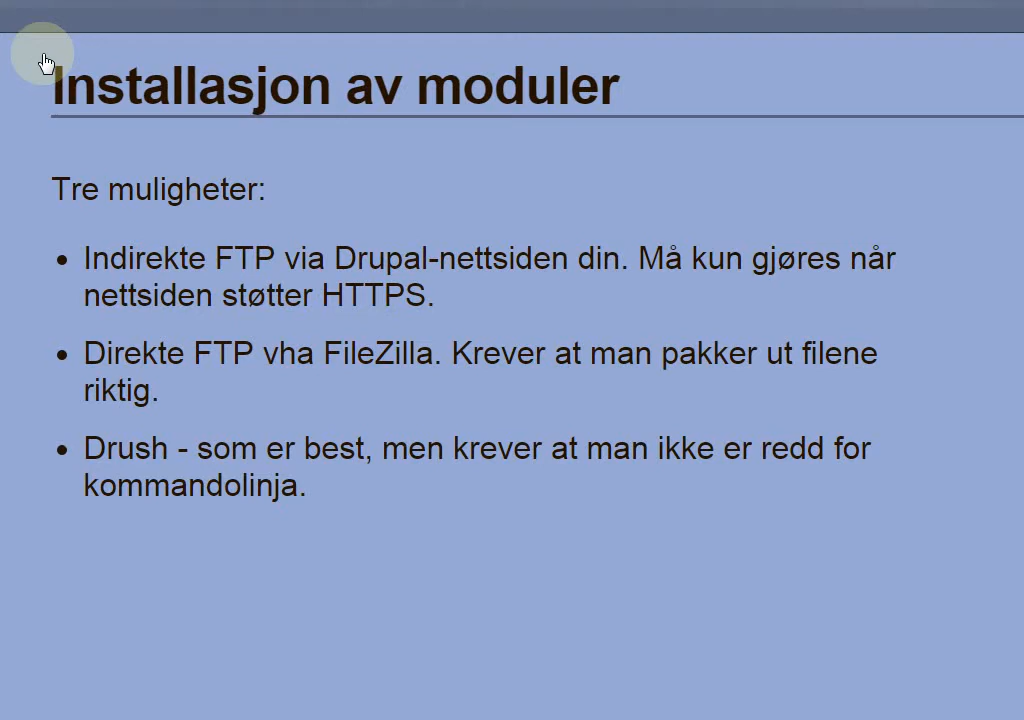 Installasjon av moduler
Tre muligheter:
• Indirekte FTP via Drupal-nettsiden din. Må kun gjøres når
nettsiden støtter HTTPS.
• Direkte FTP vha FileZilla. Krever at man pakker ut filene
riktig.
• Drush - som er best, men krever at man ikke er redd for
kommandolinja.